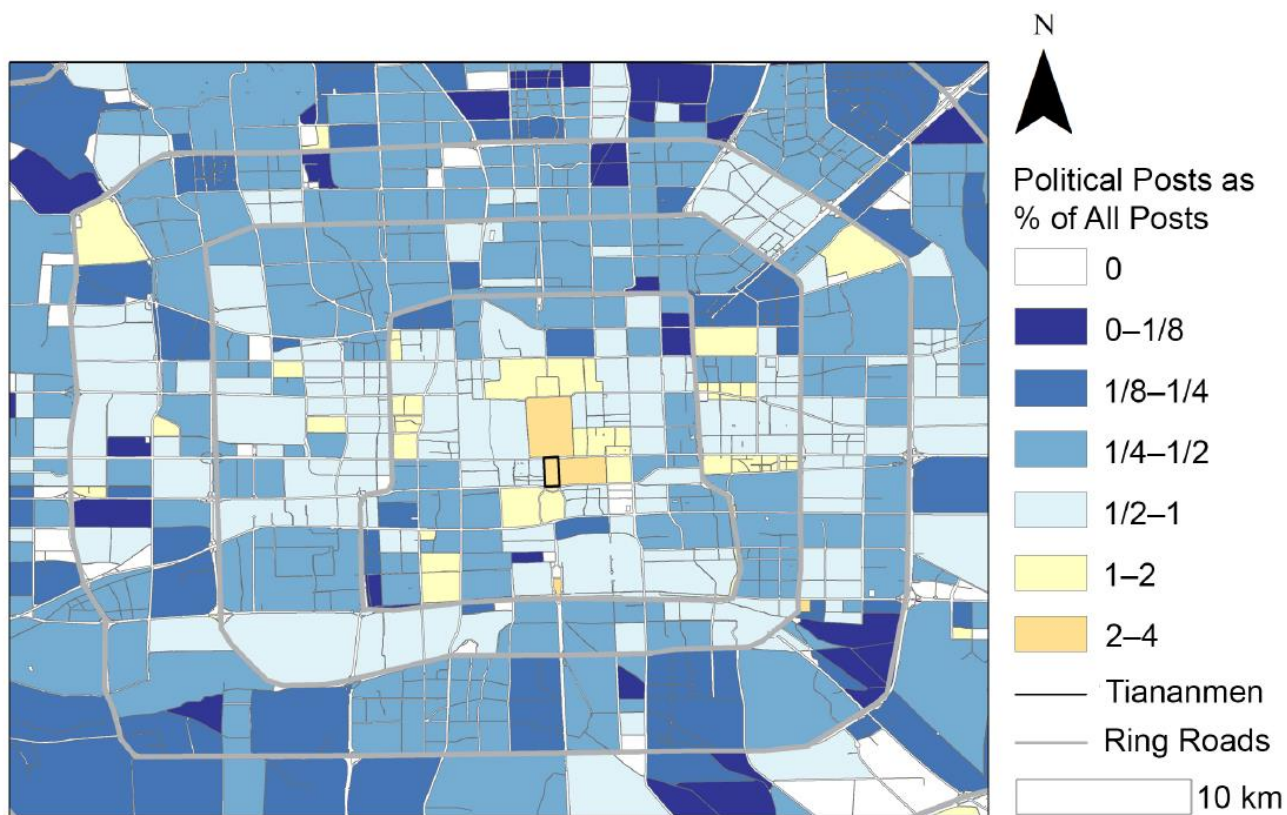 N
Political Posts as
% of All Posts
0
0–1/8
1/8–1/4
1/4–1/2
1/2–1
1–2
2–4
Tiananmen
Ring Roads
10 km